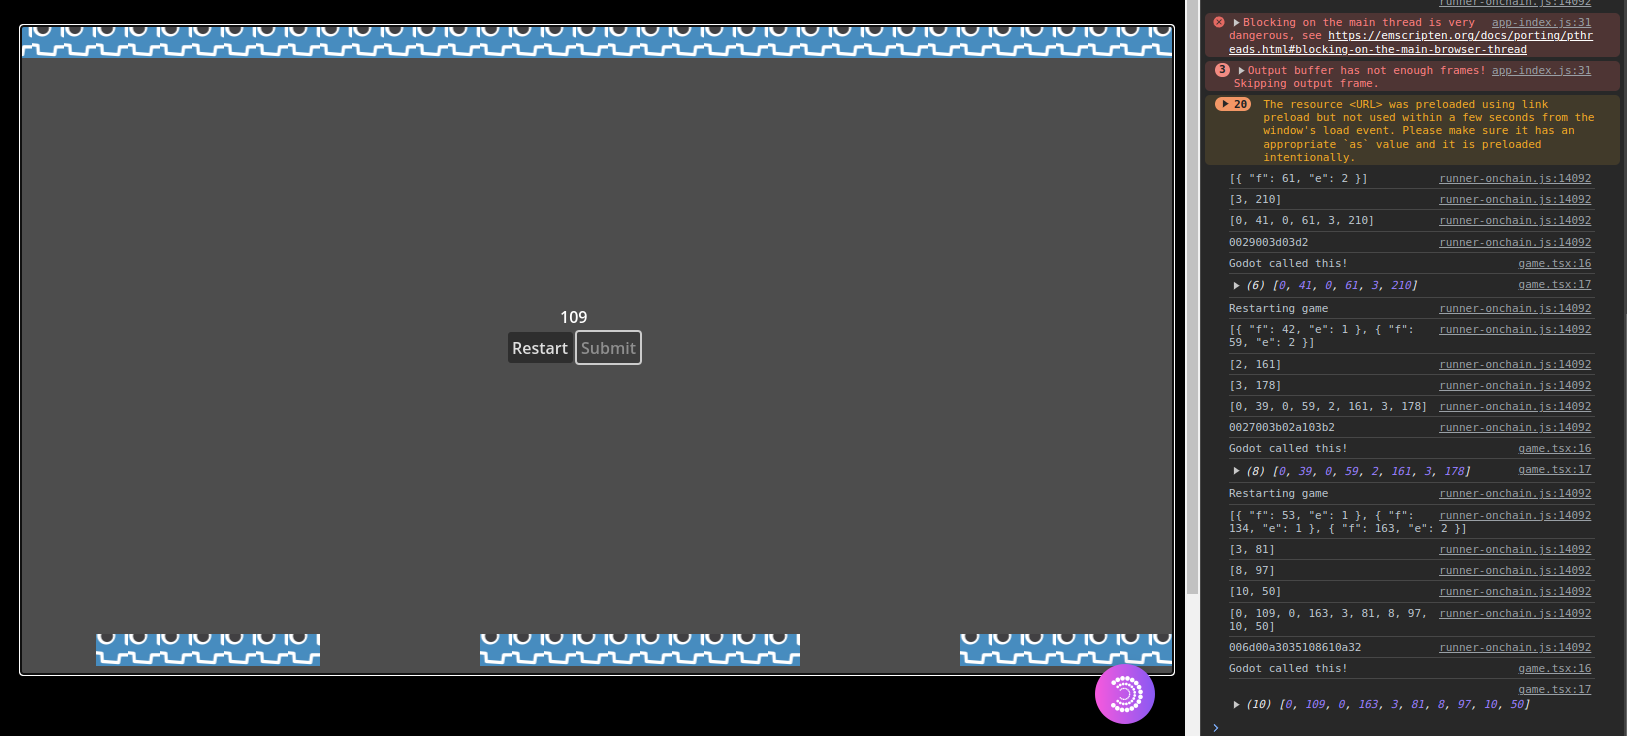 109
Restart Submit
runner-onchain.js:14092
Blocking on the main thread is very app-index.js:31
dangerous, see https://emscripten.org/docs/porting/pthr
eads.html#blocking-on-the-main-browser-thread
3 Output buffer has not enough frames! app-index.js:31
Skipping output frame.
20 The resource <URL> was preloaded using link
preload but not used within a few seconds from the
window's load event. Please make sure it has an
appropriate `as` value and it is preloaded
intentionally.
[{ "f": 61, "e": 2 }] runner-onchain.js:14092
[3, 210] runner-onchain.js:14092
[0, 41, 0, 61, 3, 210] runner-onchain.js:14092
0029003d03d2 runner-onchain.js:14092
Godot called this! game.tsx:16
(6) [0, 41, 0, 61, 3, 210] game.tsx:17
Restarting game runner-onchain.js:14092
[{ "f": 42, "e": 1 }, { "f": runner-onchain.js:14092
59, "e": 2 }]
[2, 161] runner-onchain.js:14092
[3, 178] runner-onchain.js:14092
[0, 39, 0, 59, 2, 161, 3, 178] runner-onchain.js:14092
0027003b02a103b2 runner-onchain.js:14092
Godot called this! game.tsx:16
(8) [0, 39, 0, 59, 2, 161, 3, 178] game.tsx:17
Restarting game runner-onchain.js:14092
[{ "f": 53, "e": 1 }, { "f": runner-onchain.js:14092
134, "e": 1 }, { "f": 163, "e": 2 }]
[3, 81] runner-onchain.js:14092
[8, 97] runner-onchain.js:14092
[10, 50] runner-onchain.js:14092
[0, 109, 0, 163, 3, 81, 8, 97, runner-onchain.js:14092
10, 50]
006d00a3035108610a32 runner-onchain.js:14092
Godot called this! game.tsx:16
game.tsx:17
(10) [0, 109, 0, 163, 3, 81, 8, 97, 10, 50]